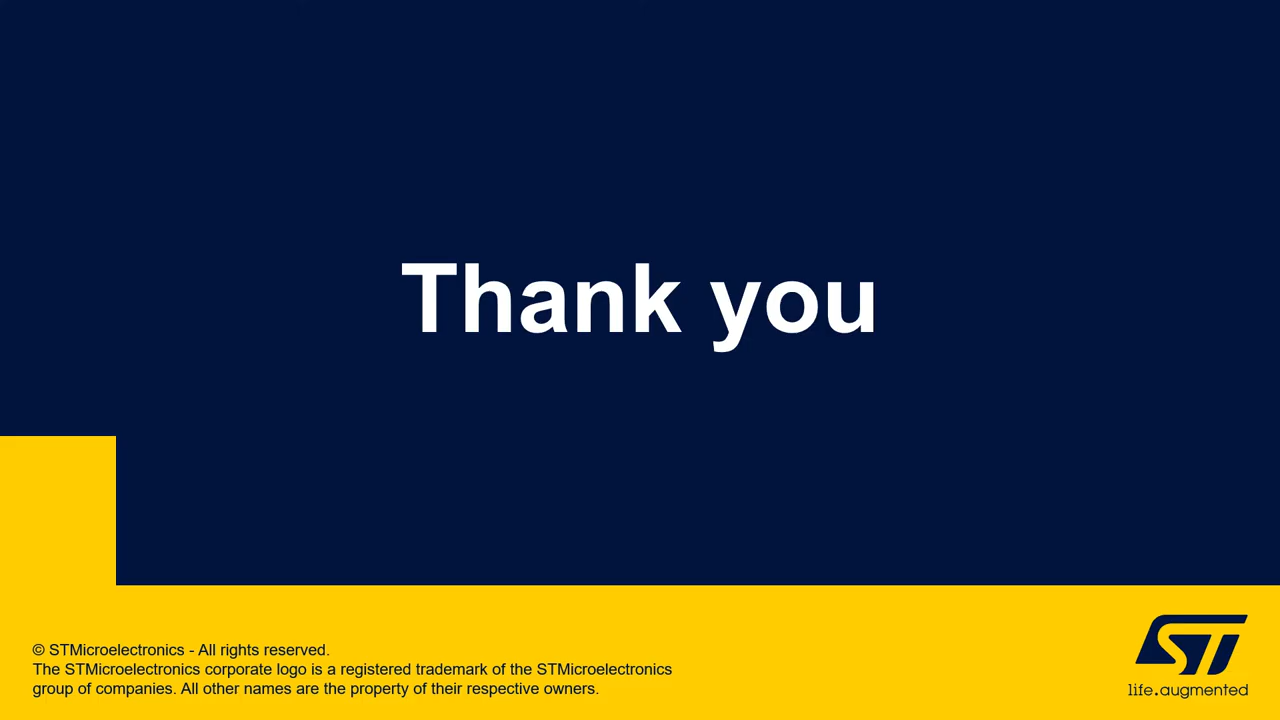 Thank you
© STMicroelectronics - All rights reserved.
The STMicroelectronics corporate logo is a registered trademark of the STMicroelectronics
group of companies. All other names are the property of their respective owners.
ST
life.augmented